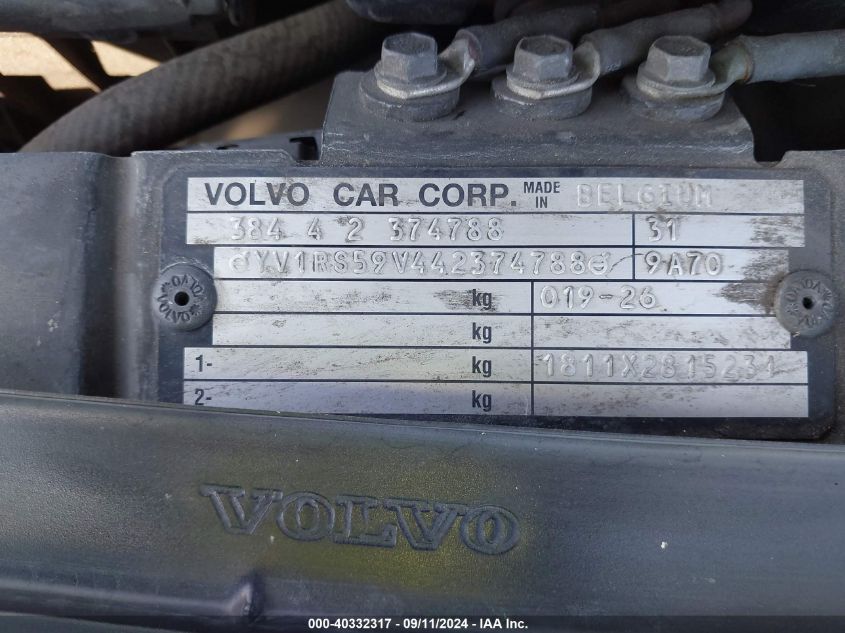 VOLVO CAR CORP. MADE IN BELGIUM
384 4 2 374788 31
YV1RS59V442374788 9A70
kg 019-26
kg
1- kg 1811X2815231
2- kg
VOLVO
000-40332317 - 09/11/2024 - IAA Inc.